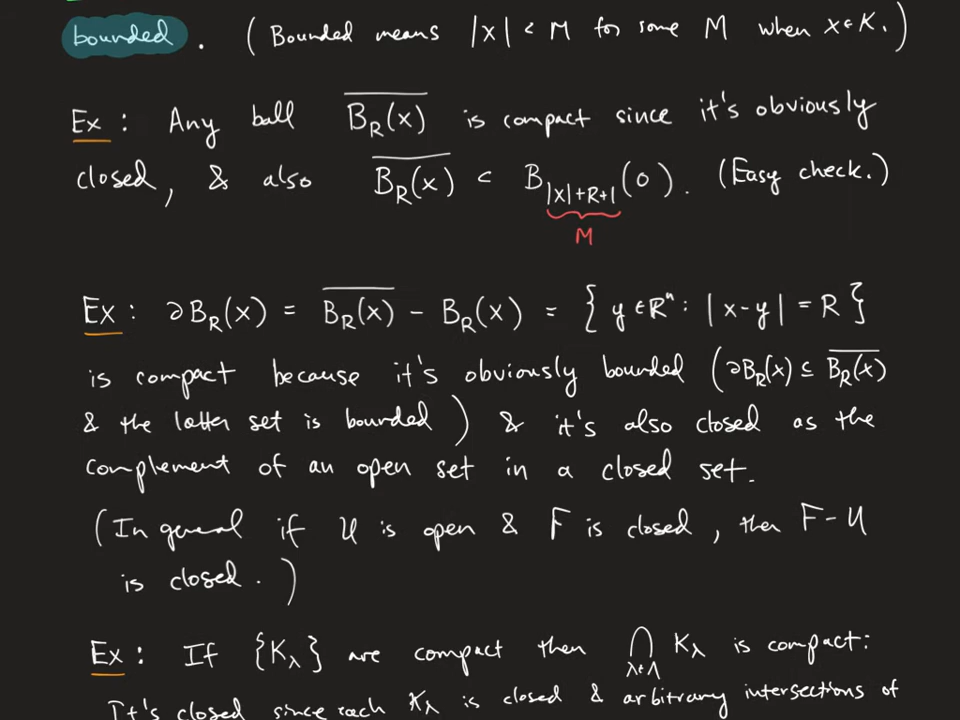 bounded. (Bounded means |x| < M for some M when x ∈ K.)
Ex: Any ball \overline{B_R(x)} is compact since it's obviously
closed, & also \overline{B_R(x)} ⊂ B_{|x|+R+1}(0). (Easy check.)
M
Ex: ∂B_R(x) = \overline{B_R(x)} - B_R(x) = { y ∈ ℝⁿ : |x-y| = R }
is compact because it's obviously bounded (∂B_R(x) ⊆ \overline{B_R(x)}
& the latter set is bounded) & it's also closed as the
complement of an open set in a closed set.
(In general if U is open & F is closed, then F-U
is closed.)
Ex: If {K_λ} are compact then ⋂_{λ∈Λ} K_λ is compact:
It's closed since each K_λ is closed & arbitrary intersections of